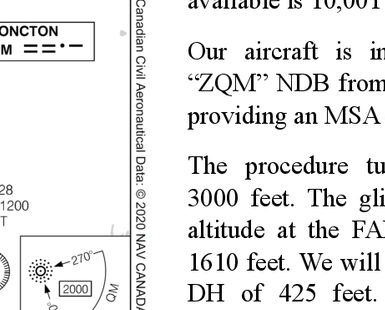 available is 10,001
ONCTON
M
Our aircraft is in
"ZQM" NDB from
providing an MSA
Canadian Civil Aeronautical Data: © 2020 NAV CANADA
The procedure tu
28
1200
T
3000 feet. The gli
altitude at the FA
1610 feet. We will
DH of 425 feet.
270°
2000
QM